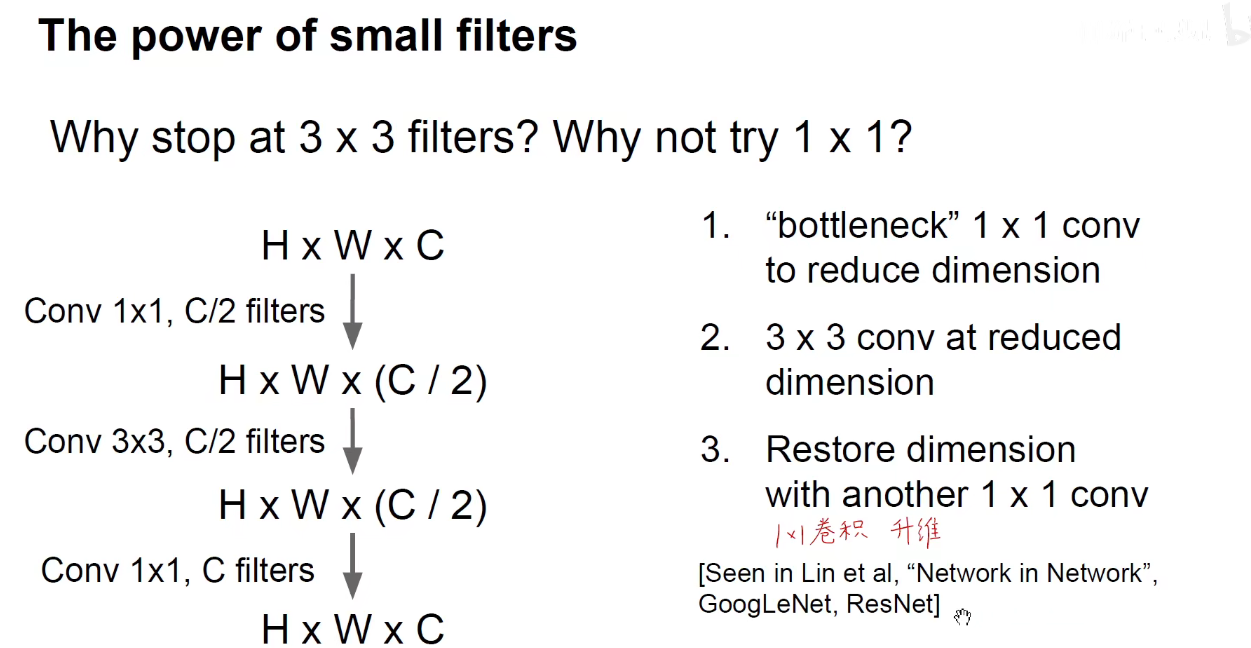 The power of small filters
Why stop at 3 x 3 filters? Why not try 1 x 1?
H x W x C
Conv 1x1, C/2 filters
H x W x (C / 2)
Conv 3x3, C/2 filters
H x W x (C / 2)
Conv 1x1, C filters
H x W x C
1. “bottleneck” 1 x 1 conv
to reduce dimension
2. 3 x 3 conv at reduced
dimension
3. Restore dimension
with another 1 x 1 conv
1×1卷积 升维
[Seen in Lin et al, “Network in Network”,
GoogLeNet, ResNet]